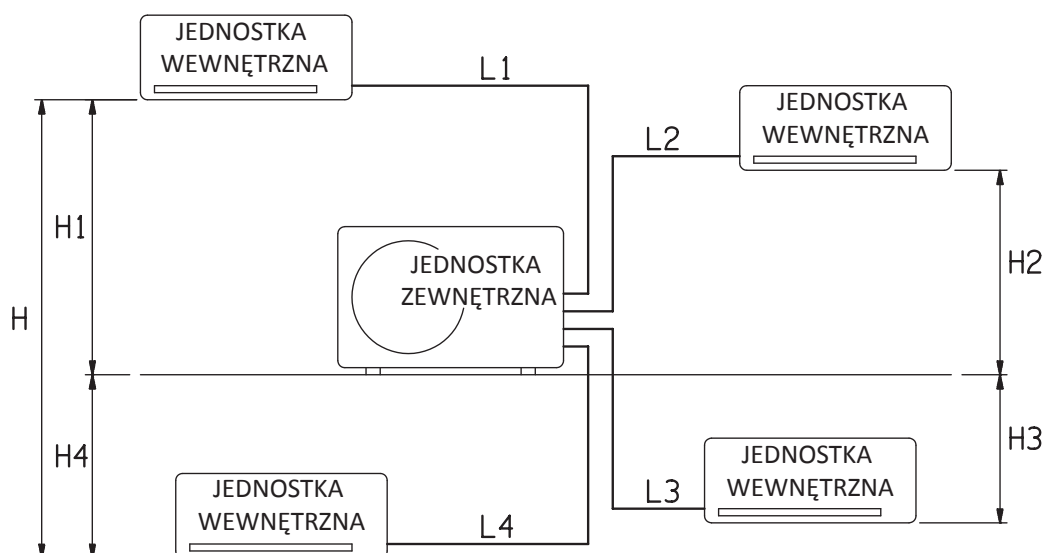 JEDNOSTKA
WEWNĘTRZNA
L1
JEDNOSTKA
WEWNĘTRZNA
L2
H1
JEDNOSTKA
ZEWNĘTRZNA
H2
H
H4
H3
JEDNOSTKA
WEWNĘTRZNA
L3
JEDNOSTKA
WEWNĘTRZNA
L4